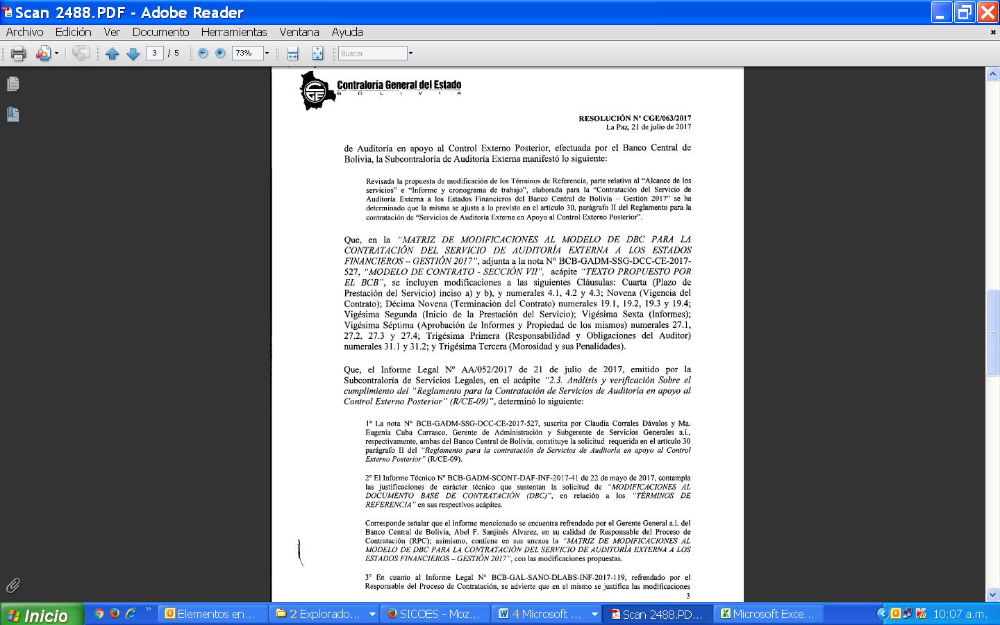 Scan 2488.PDF - Adobe Reader
Archivo Edición Ver Documento Herramientas Ventana Ayuda
3 / 5 73% Buscar
Contraloría General del Estado
B O L I V I A
RESOLUCIÓN Nº CGE/063/2017
La Paz, 21 de julio de 2017
de Auditoría en apoyo al Control Externo Posterior, efectuada por el Banco Central de
Bolivia, la Subcontraloría de Auditoría Externa manifestó lo siguiente:
Revisada la propuesta de modificación de los Términos de Referencia, parte relativa al “Alcance de los
servicios” e “Informe y cronograma de trabajo”, elaborada para la “Contratación del Servicio de
Auditoría Externa a los Estados Financieros del Banco Central de Bolivia – Gestión 2017” se ha
determinado que la misma se ajusta a lo previsto en el artículo 30, parágrafo II del Reglamento para la
contratación de “Servicios de Auditoría Externa en Apoyo al Control Externo Posterior”.
Que, en la “MATRIZ DE MODIFICACIONES AL MODELO DE DBC PARA LA
CONTRATACIÓN DEL SERVICIO DE AUDITORÍA EXTERNA A LOS ESTADOS
FINANCIEROS – GESTIÓN 2017”, adjunta a la nota Nº BCB-GADM-SSG-DCC-CE-2017-
527, “MODELO DE CONTRATO - SECCIÓN VII”, acápite “TEXTO PROPUESTO POR
EL BCB”, se incluyen modificaciones a las siguientes Cláusulas: Cuarta (Plazo de
Prestación del Servicio) inciso a) y b), y numerales 4.1, 4.2 y 4.3; Novena (Vigencia del
Contrato); Décima Novena (Terminación del Contrato) numerales 19.1, 19.2, 19.3 y 19.4;
Vigésima Segunda (Inicio de la Prestación del Servicio); Vigésima Sexta (Informes);
Vigésima Séptima (Aprobación de Informes y Propiedad de los mismos) numerales 27.1,
27.2, 27.3 y 27.4; Trigésima Primera (Responsabilidad y Obligaciones del Auditor)
numerales 31.1 y 31.2; y Trigésima Tercera (Morosidad y sus Penalidades).
Que, el Informe Legal Nº AA/052/2017 de 21 de julio de 2017, emitido por la
Subcontraloría de Servicios Legales, en el acápite “2.3. Análisis y verificación Sobre el
cumplimiento del “Reglamento para la Contratación de Servicios de Auditoría en apoyo al
Control Externo Posterior” (R/CE-09)”, determinó lo siguiente:
1º La nota Nº BCB-GADM-SSG-DCC-CE-2017-527, suscrita por Claudia Corrales Dávalos y Ma.
Eugenia Cuba Carrasco, Gerente de Administración y Subgerente de Servicios Generales a.i.,
respectivamente, ambas del Banco Central de Bolivia, constituye la solicitud requerida en el artículo 30
parágrafo II del “Reglamento para la contratación de Servicios de Auditoría en apoyo al Control
Externo Posterior” (R/CE-09).
2º El Informe Técnico Nº BCB-GADM-SCONT-DAF-INF-2017-41 de 22 de mayo de 2017, contempla
las justificaciones de carácter técnico que sustentan la solicitud de “MODIFICACIONES AL
DOCUMENTO BASE DE CONTRATACIÓN (DBC)”, en relación a los “TÉRMINOS DE
REFERENCIA” en sus respectivos acápites.
Corresponde señalar que el informe mencionado se encuentra refrendado por el Gerente General a.i. del
Banco Central de Bolivia, Abel F. Sanjinés Álvarez, en su calidad de Responsable del Proceso de
Contratación (RPC); asimismo, contiene en sus anexos la “MATRIZ DE MODIFICACIONES AL
MODELO DE DBC PARA LA CONTRATACIÓN DEL SERVICIO DE AUDITORÍA EXTERNA A LOS
ESTADOS FINANCIEROS – GESTIÓN 2017”, con las modificaciones propuestas.
3º En cuanto al Informe Legal Nº BCB-GAL-SANO-DLABS-INF-2017-119, refrendado por el
Responsable del Proceso de Contratación, se advierte que en el mismo se justifica las modificaciones
3
Inicio Elementos en... 2 Explorado... SICOES - Moz... 4 Microsoft ... Scan 2488.PD... Microsoft Exce... 10:07 a.m.